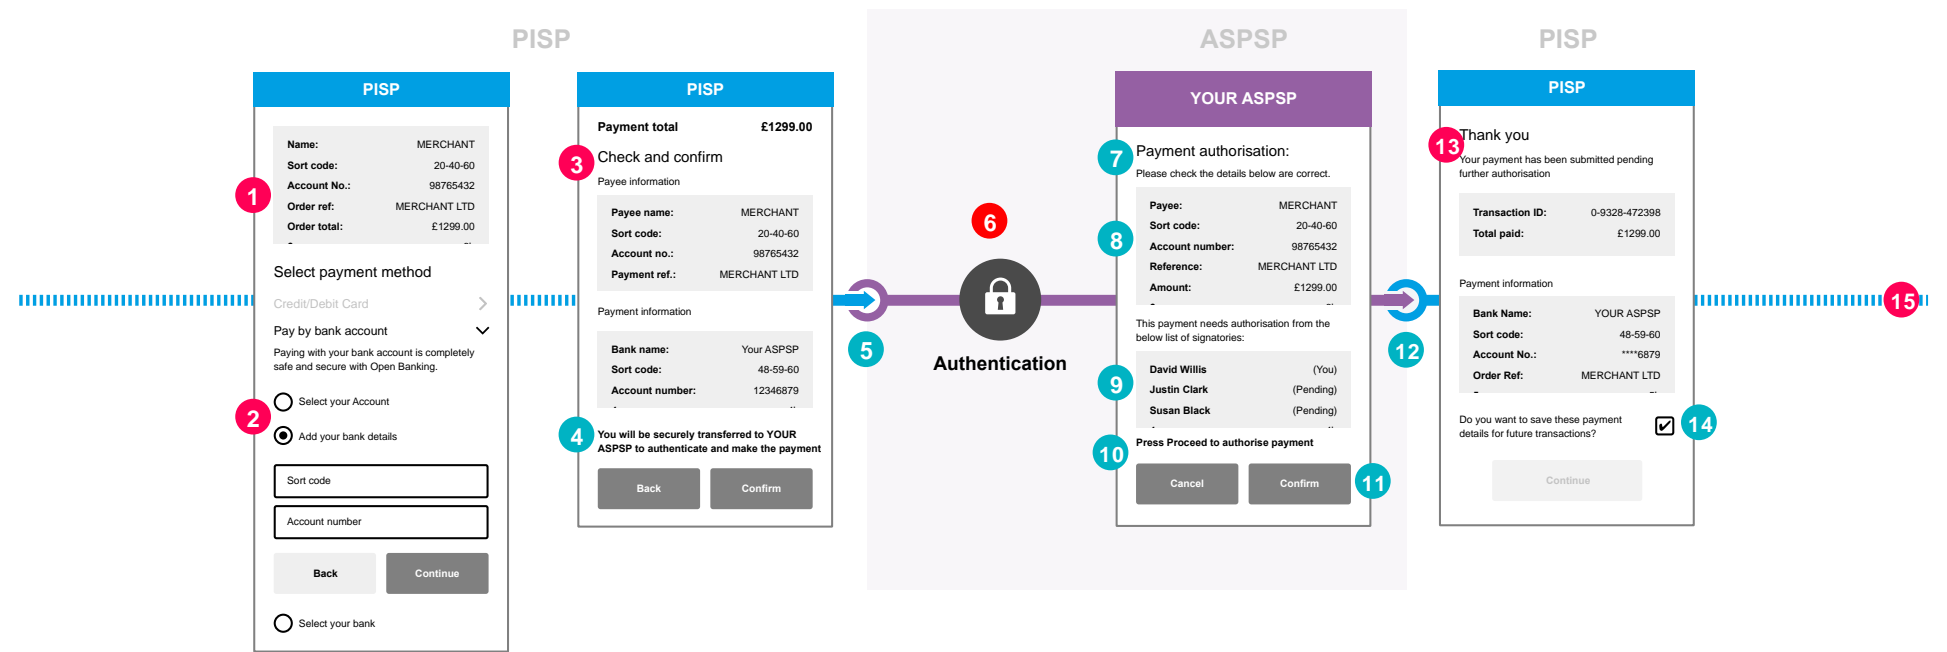 PISP
ASPSP
PISP
PISP
Name: MERCHANT
Sort code: 20-40-60
1
Account No.: 98765432
Order ref: MERCHANT LTD
Order total: £1299.00
Select payment method
Credit/Debit Card
Pay by bank account
Paying with your bank account is completely
safe and secure with Open Banking.
Select your Account
2
Add your bank details
Sort code
Account number
Back Continue
Select your bank
PISP
Payment total £1299.00
3
Check and confirm
Payee information
Payee name: MERCHANT
Sort code: 20-40-60
Account no.: 98765432
Payment ref.: MERCHANT LTD
Payment information
Bank name: Your ASPSP
Sort code: 48-59-60
Account number: 12346879
4
You will be securely transferred to YOUR
ASPSP to authenticate and make the payment
Back Confirm
5
6
Authentication
YOUR ASPSP
7
Payment authorisation:
Please check the details below are correct.
Payee: MERCHANT
Sort code: 20-40-60
8
Account number: 98765432
Reference: MERCHANT LTD
Amount: £1299.00
This payment needs authorisation from the
below list of signatories:
David Willis (You)
9
Justin Clark (Pending)
Susan Black (Pending)
10
Press Proceed to authorise payment
Cancel Confirm
11
12
PISP
13
Thank you
Your payment has been submitted pending
further authorisation
Transaction ID: 0-9328-472398
Total paid: £1299.00
Payment information
Bank Name: YOUR ASPSP
Sort code: 48-59-60
Account No.: ****6879
Order Ref: MERCHANT LTD
Do you want to save these payment
details for future transactions?
14
Continue
15